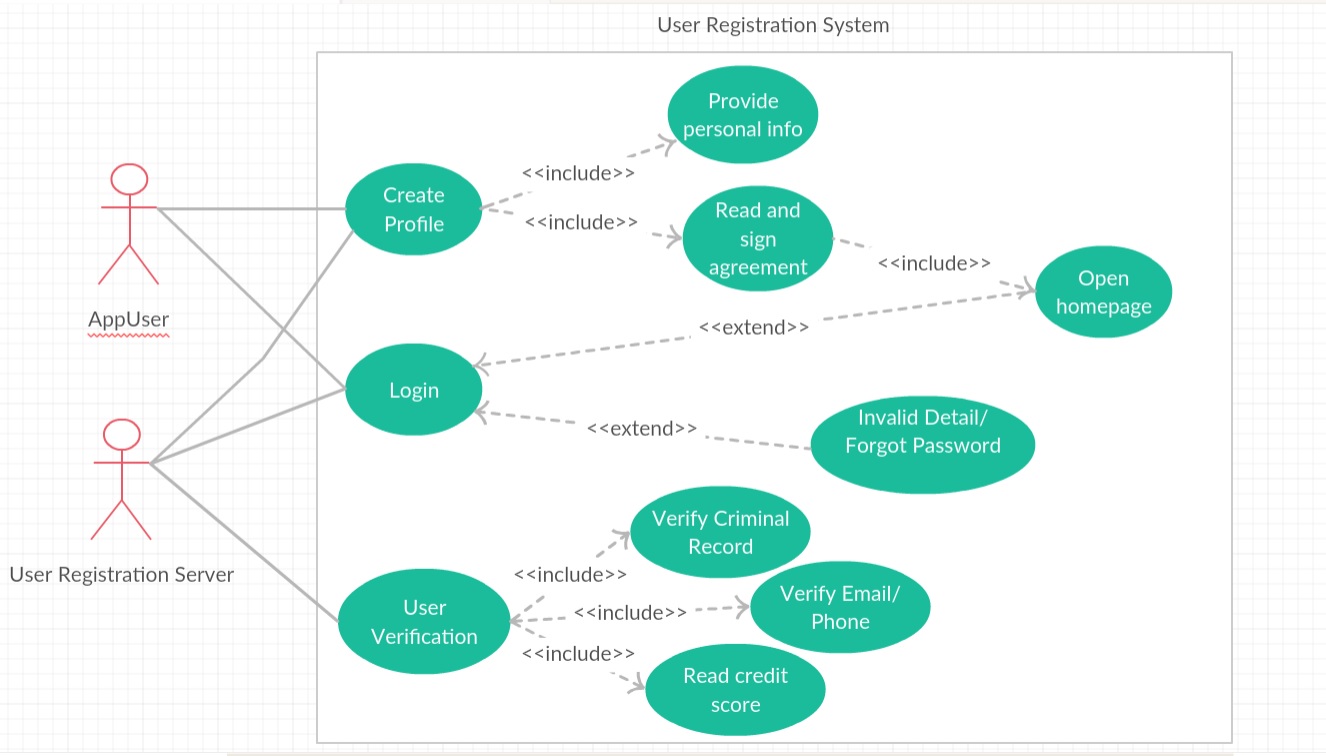 User Registration System
Provide
personal info
<<include>>
Create
Profile
<<include>>
Read and
sign
agreement
<<include>>
Open
homepage
AppUser
<<extend>>
Login
<<extend>>
Invalid Detail/
Forgot Password
User Registration Server
Verify Criminal
Record
<<include>>
User
Verification
<<include>>
Verify Email/
Phone
<<include>>
Read credit
score